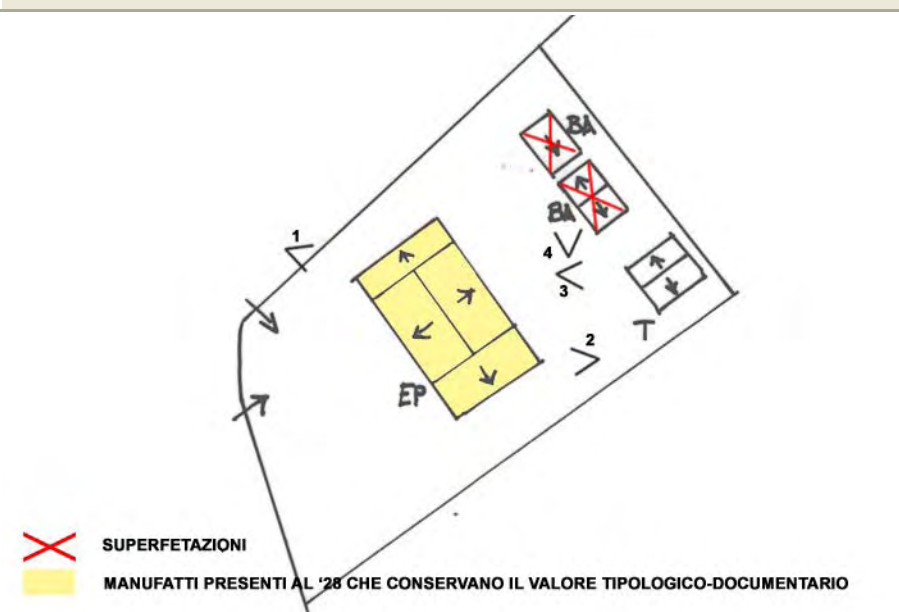 BA
BA
1
4
3
2
T
EP
SUPERFETAZIONI
MANUFATTI PRESENTI AL '28 CHE CONSERVANO IL VALORE TIPOLOGICO-DOCUMENTARIO